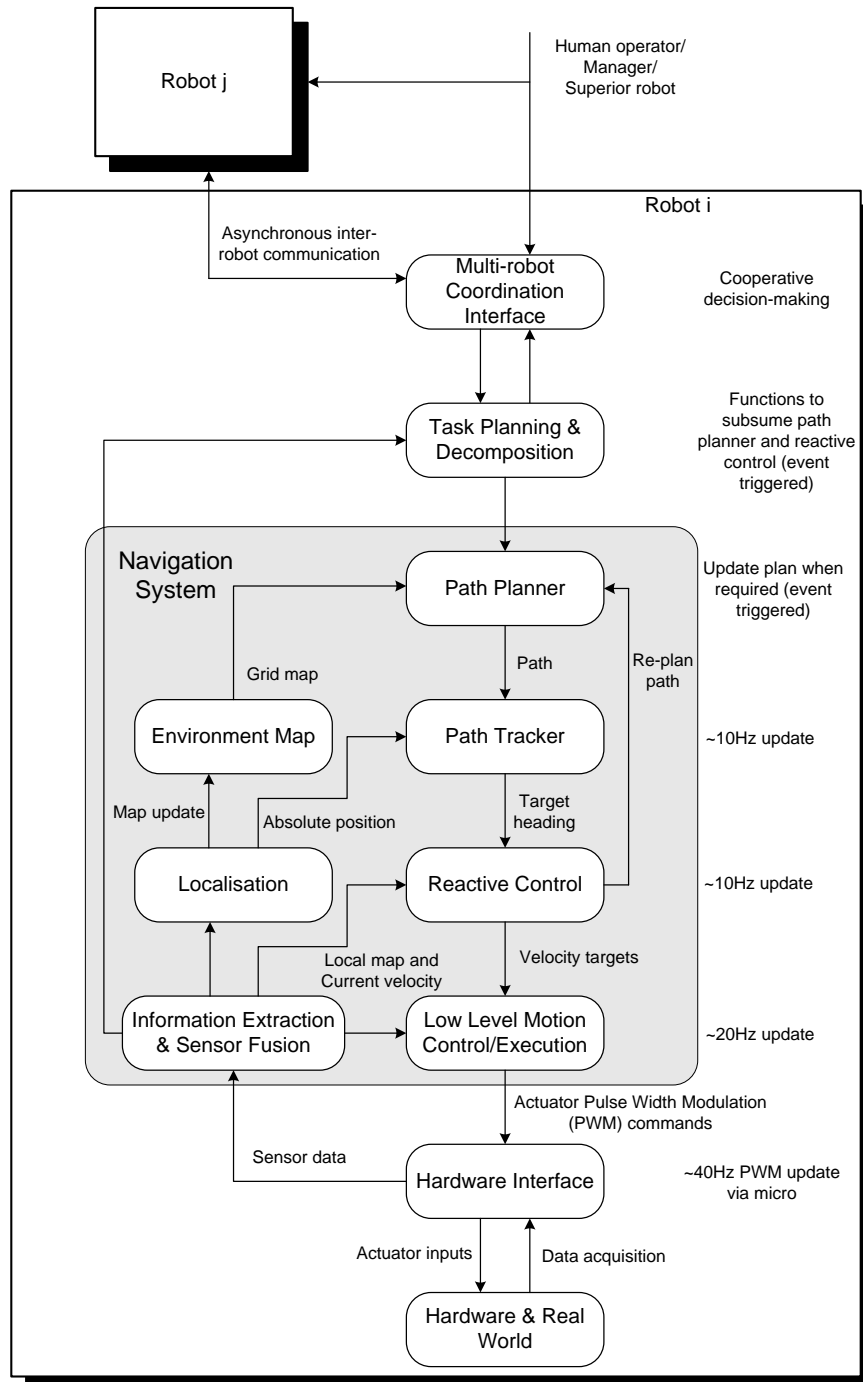 Human operator/
Manager/
Superior robot
Robot j
Robot i
Asynchronous inter-
robot communication
Multi-robot
Coordination
Interface
Cooperative
decision-making
Task Planning &
Decomposition
Functions to
subsume path
planner and reactive
control (event
triggered)
Navigation
System
Path Planner
Update plan when
required (event
triggered)
Grid map
Path
Re-plan
path
Environment Map
Path Tracker
~10Hz update
Map update
Absolute position
Target
heading
Localisation
Reactive Control
~10Hz update
Local map and
Current velocity
Velocity targets
Information Extraction
& Sensor Fusion
Low Level Motion
Control/Execution
~20Hz update
Actuator Pulse Width Modulation
(PWM) commands
Sensor data
Hardware Interface
~40Hz PWM update
via micro
Actuator inputs
Data acquisition
Hardware & Real
World